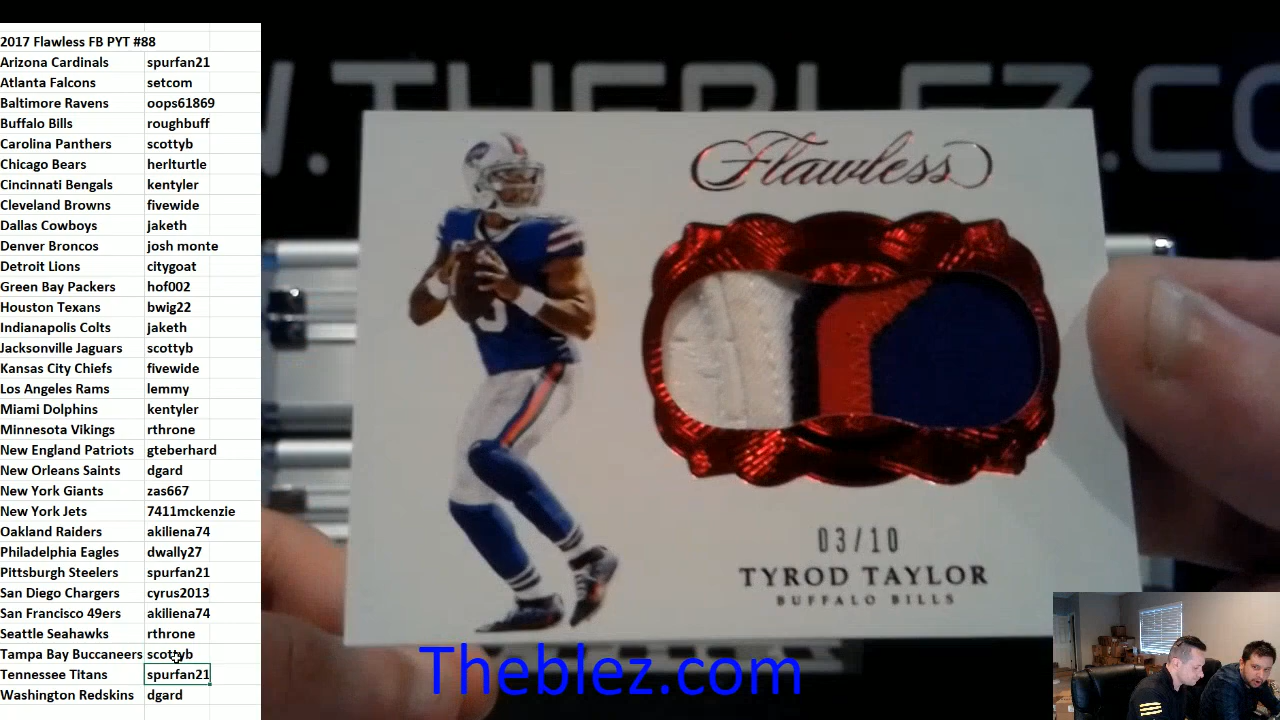 2017 Flawless FB PYT #88
Arizona Cardinals spurfan21
Atlanta Falcons setcom
Baltimore Ravens oops61869
Buffalo Bills roughbuff
Carolina Panthers scottyb
Chicago Bears herlturtle
Cincinnati Bengals kentyler
Cleveland Browns fivewide
Dallas Cowboys jaketh
Denver Broncos josh monte
Detroit Lions citygoat
Green Bay Packers hof002
Houston Texans bwig22
Indianapolis Colts jaketh
Jacksonville Jaguars scottyb
Kansas City Chiefs fivewide
Los Angeles Rams lemmy
Miami Dolphins kentyler
Minnesota Vikings rthrone
New England Patriots gteberhard
New Orleans Saints dgard
New York Giants zas667
New York Jets 7411mckenzie
Oakland Raiders akiliena74
Philadelphia Eagles dwally27
Pittsburgh Steelers spurfan21
San Diego Chargers cyrus2013
San Francisco 49ers akiliena74
Seattle Seahawks rthrone
Tampa Bay Buccaneers scottyb
Tennessee Titans spurfan21
Washington Redskins dgard
W.THEBLEZ.CO
Flawless
03/10
TYROD TAYLOR
BUFFALO BILLS
Theblez.com